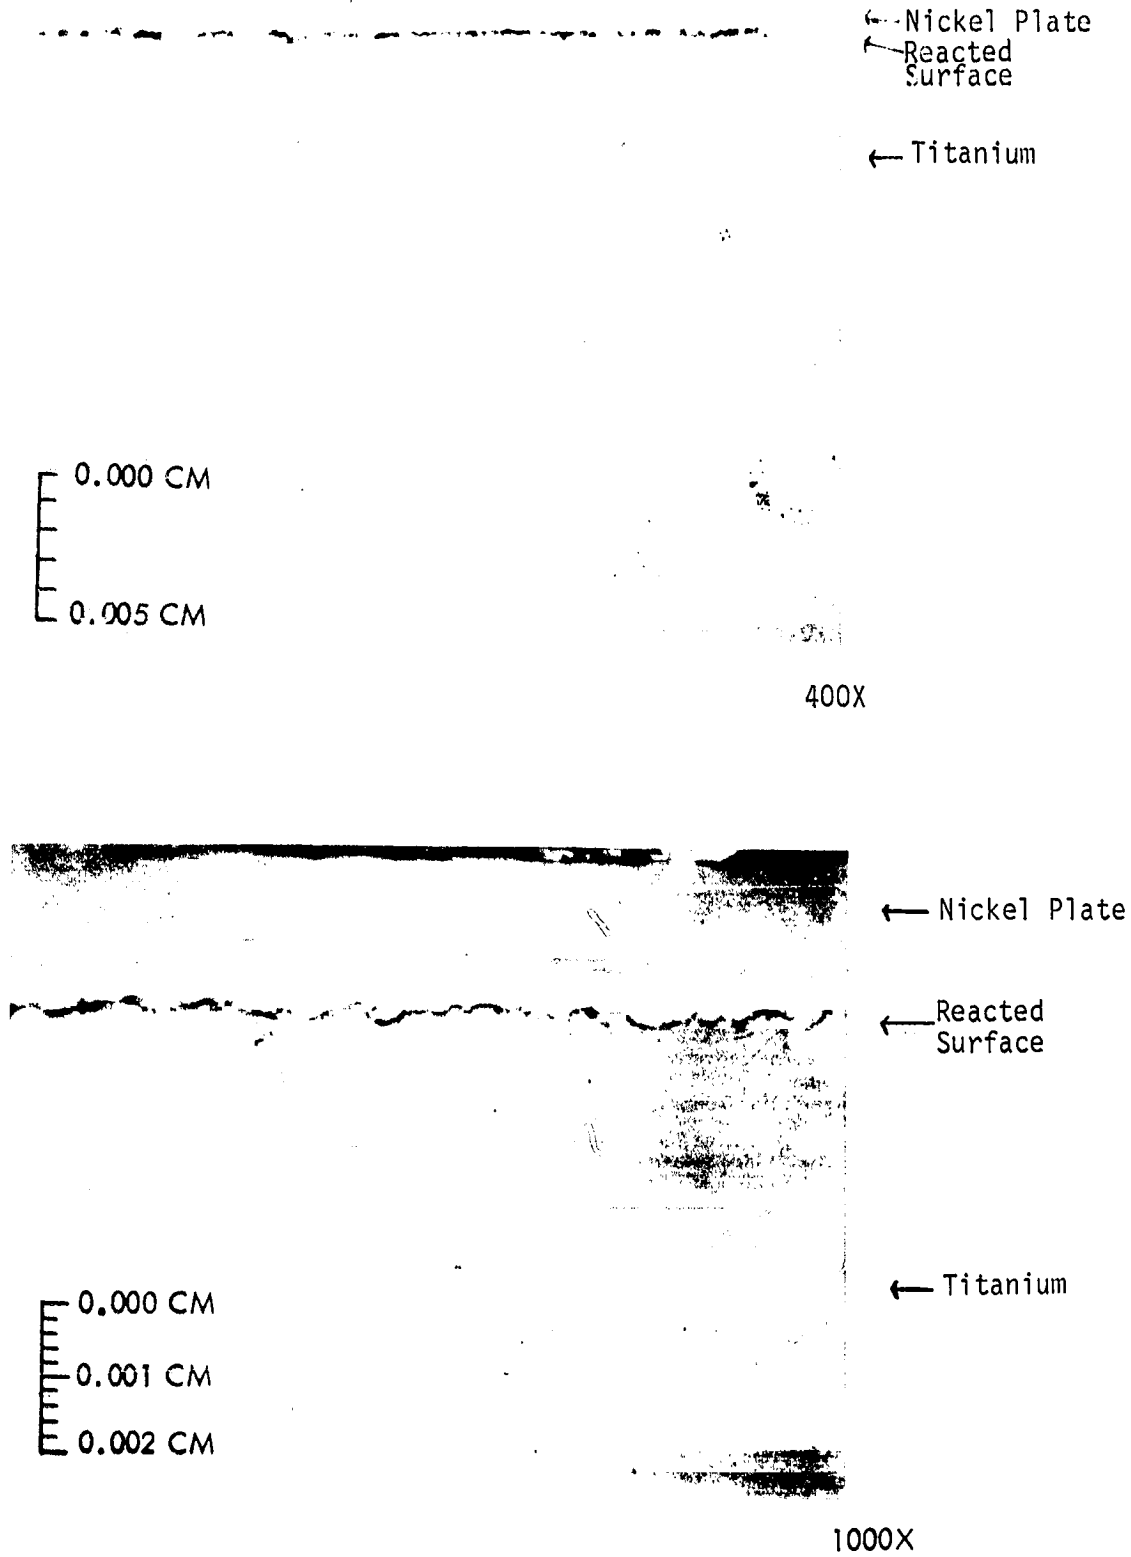 Nickel Plate
Reacted
Surface
Titanium
0.000 CM
0.005 CM
400X
Nickel Plate
Reacted
Surface
Titanium
0.000 CM
0.001 CM
0.002 CM
1000X